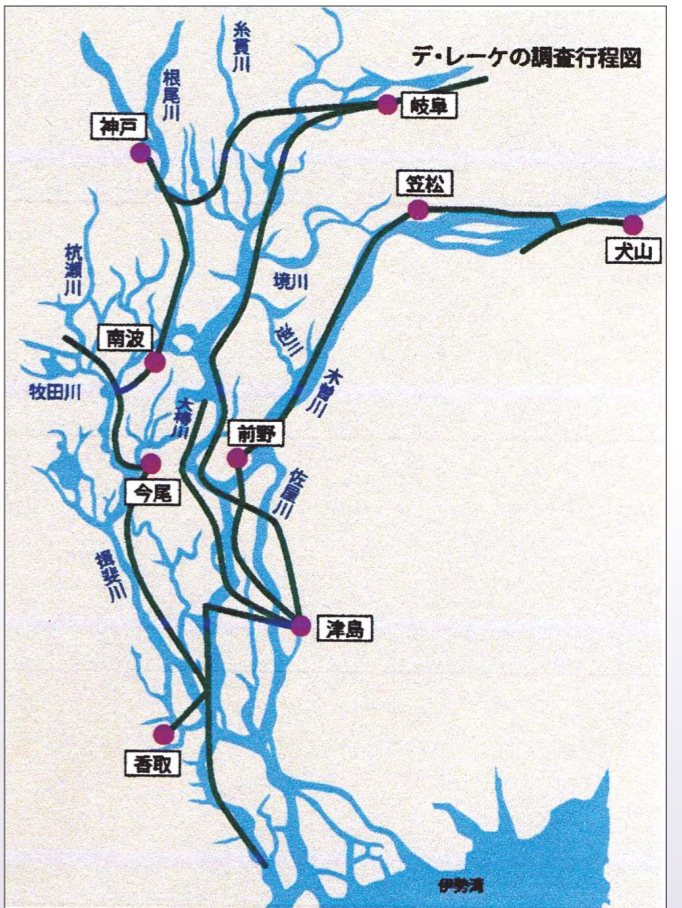 デ・レーケの調査行程図
糸貫川
根尾川
岐阜
神戸
笠松
犬山
杭瀬川
境川
逆川
南波
木曽川
牧田川
大榑川
前野
佐屋川
今尾
揖斐川
津島
香取
伊勢湾